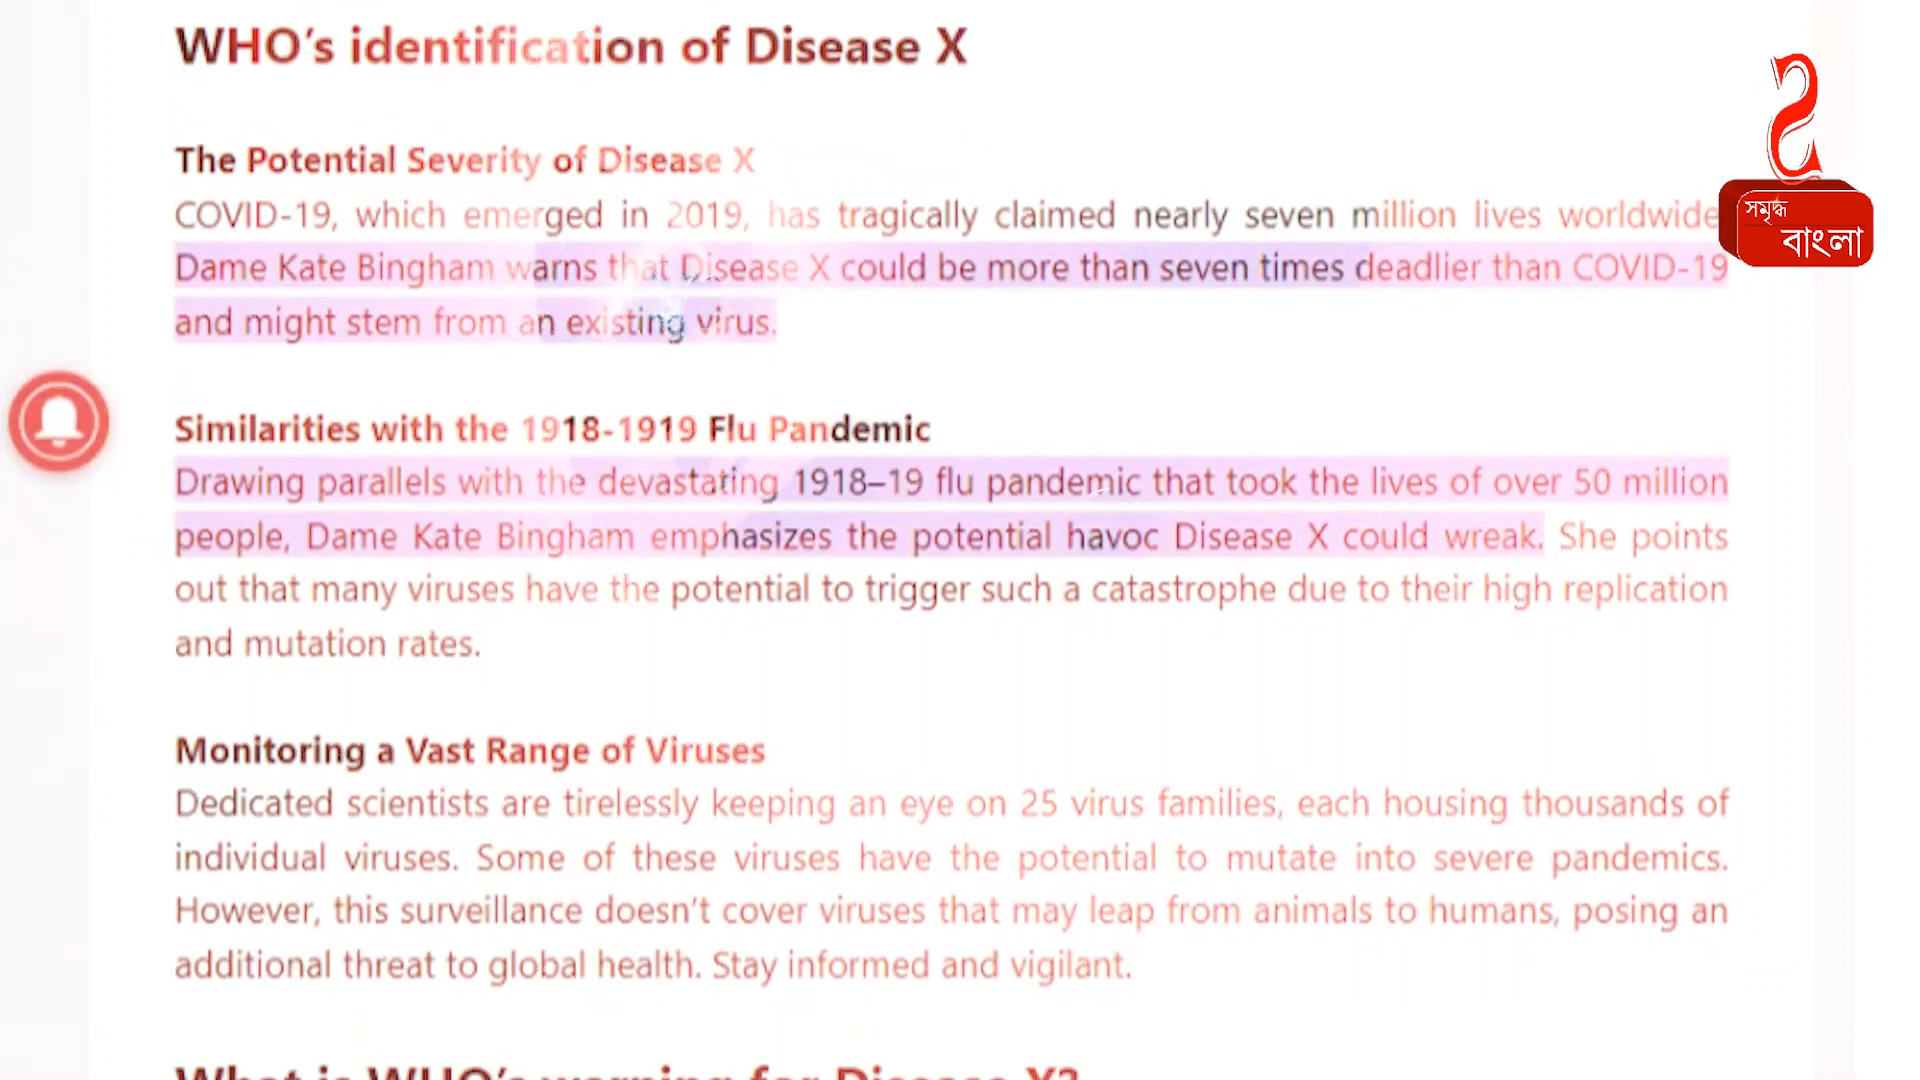 WHO's identification of Disease X
The Potential Severity of Disease X
COVID-19, which emerged in 2019, has tragically claimed nearly seven million lives worldwide
Dame Kate Bingham warns that Disease X could be more than seven times deadlier than COVID-19
and might stem from an existing virus.
Similarities with the 1918-1919 Flu Pandemic
Drawing parallels with the devastating 1918–19 flu pandemic that took the lives of over 50 million
people, Dame Kate Bingham emphasizes the potential havoc Disease X could wreak. She points
out that many viruses have the potential to trigger such a catastrophe due to their high replication
and mutation rates.
Monitoring a Vast Range of Viruses
Dedicated scientists are tirelessly keeping an eye on 25 virus families, each housing thousands of
individual viruses. Some of these viruses have the potential to mutate into severe pandemics.
However, this surveillance doesn't cover viruses that may leap from animals to humans, posing an
additional threat to global health. Stay informed and vigilant.
What is WHO's warning for Disease X?
সমৃদ্ধ
বাংলা